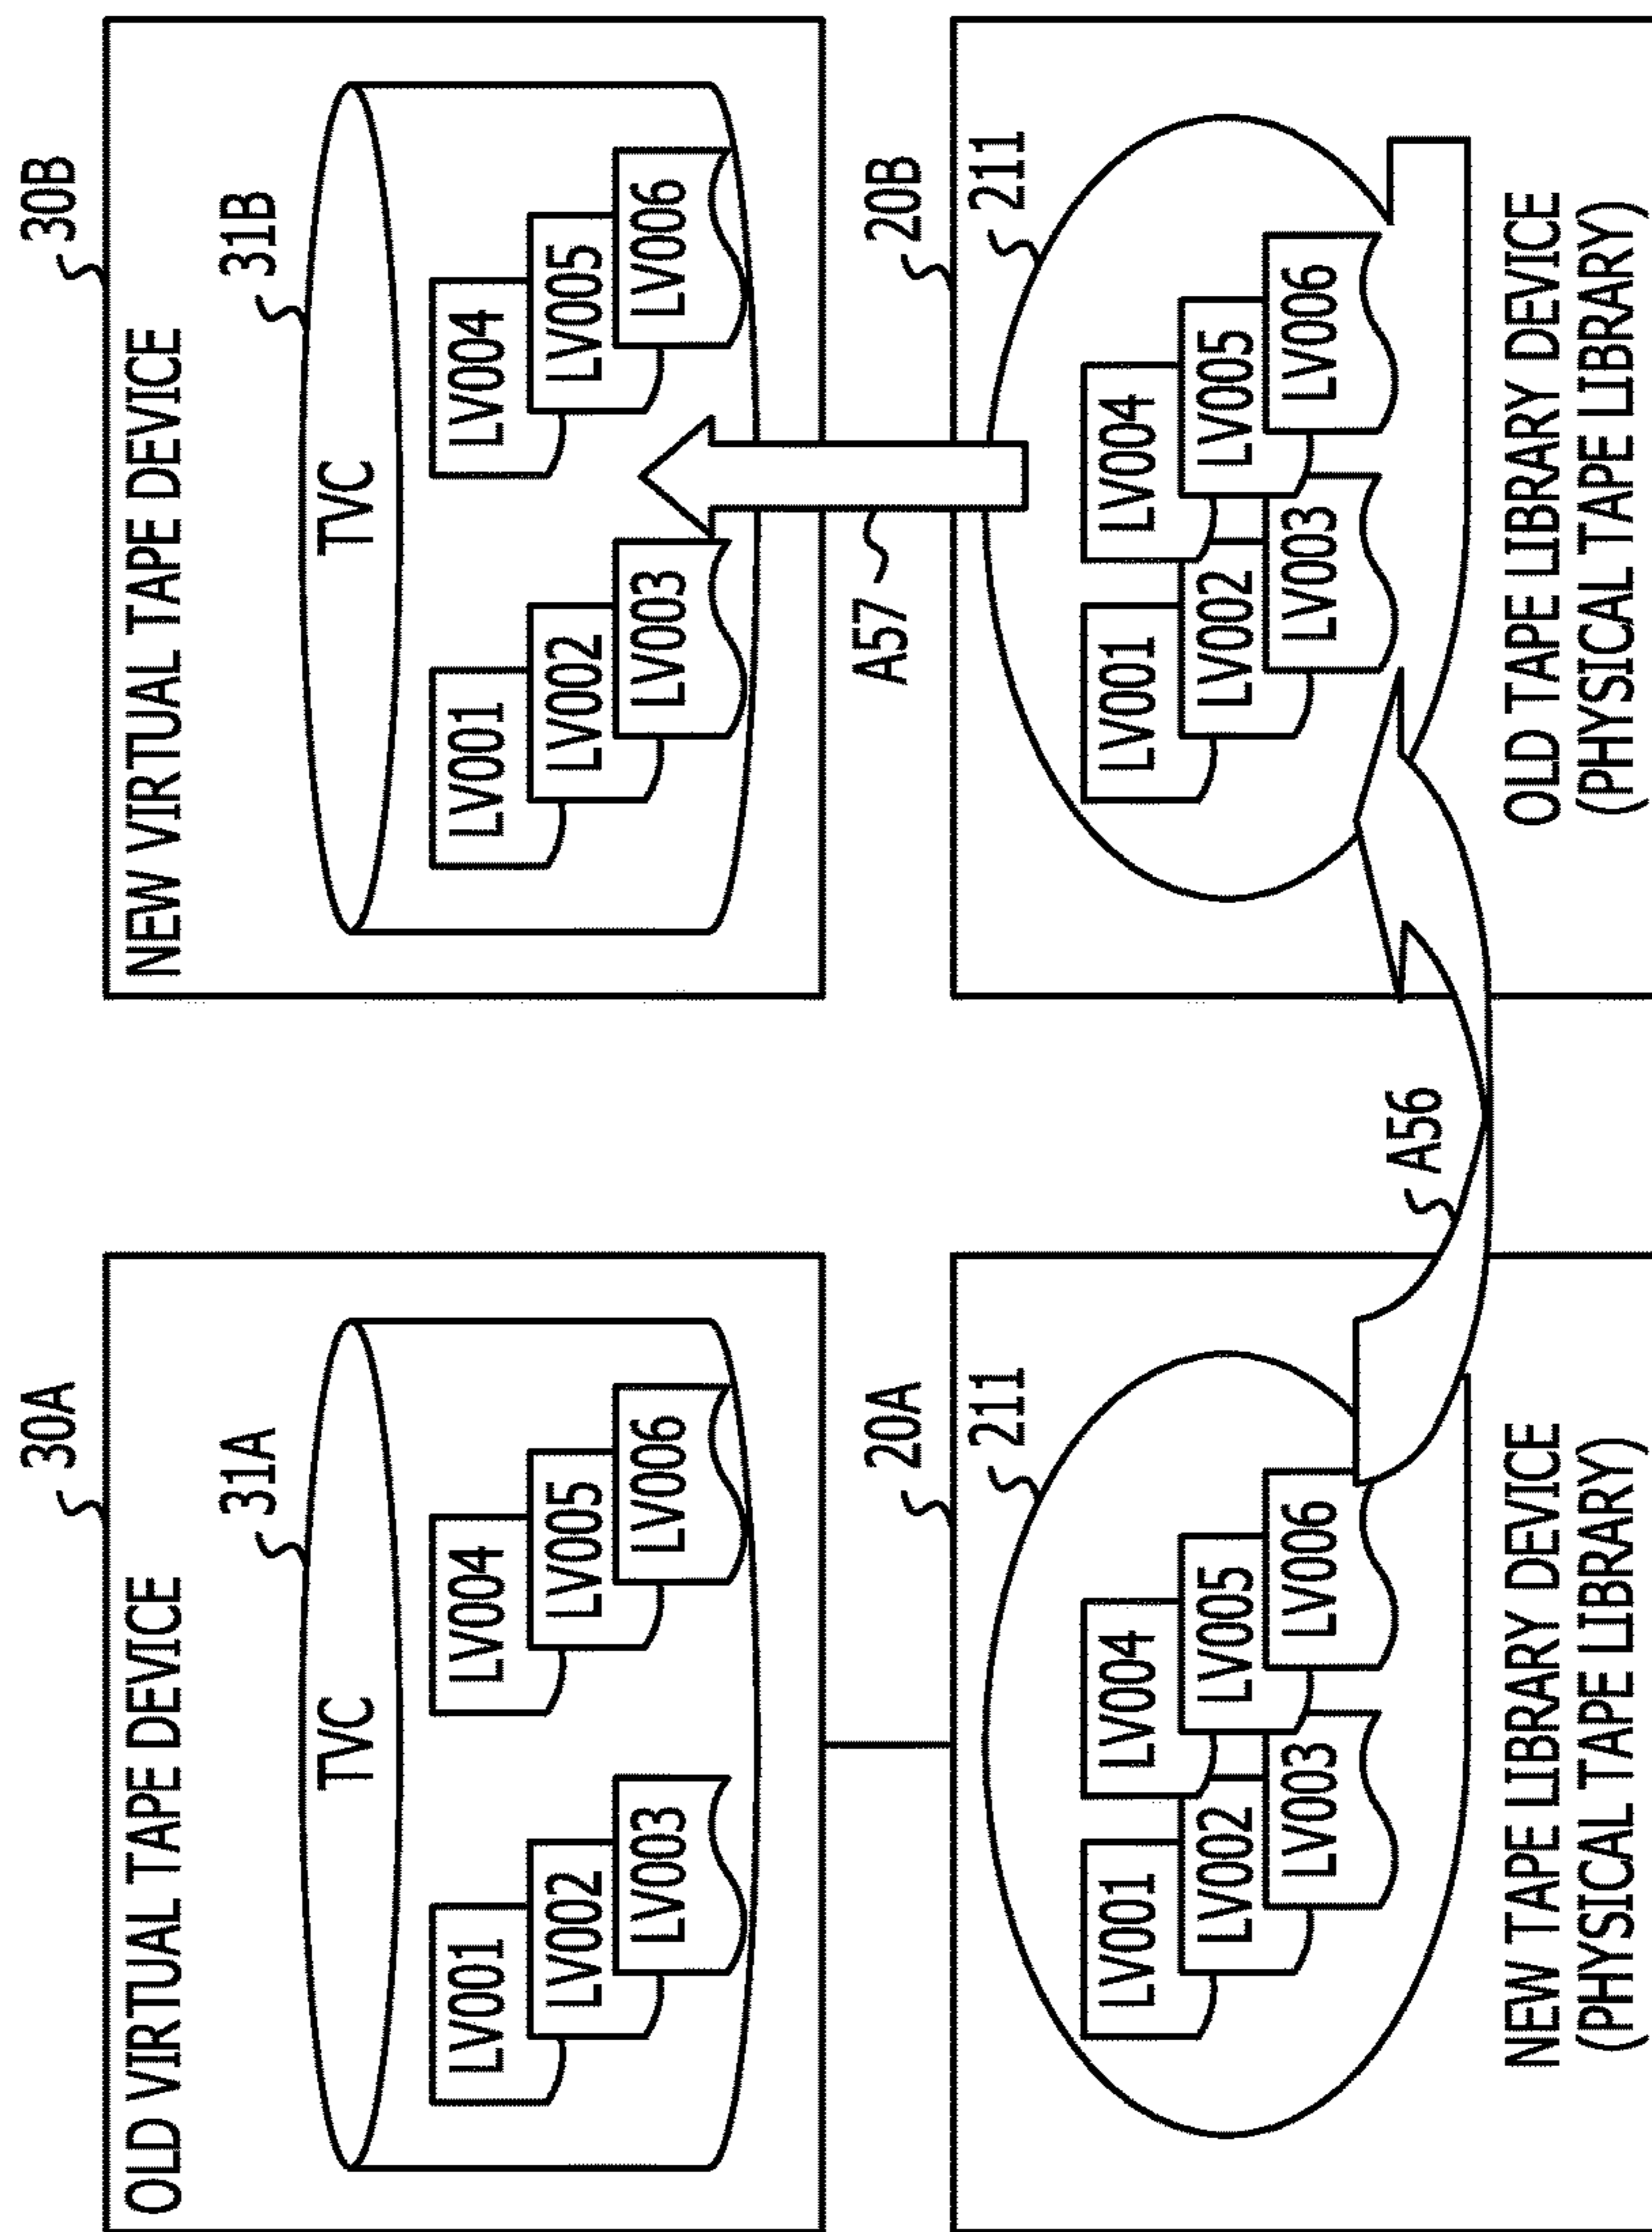 30A
OLD VIRTUAL TAPE DEVICE
31A
TVC
LV001
LV002
LV003
LV004
LV005
LV006
20A
211
LV001
LV002
LV003
LV004
LV005
LV006
NEW TAPE LIBRARY DEVICE
(PHYSICAL TAPE LIBRARY)
A56
30B
NEW VIRTUAL TAPE DEVICE
31B
TVC
LV001
LV002
LV003
LV004
LV005
LV006
A57
20B
211
LV001
LV002
LV003
LV004
LV005
LV006
OLD TAPE LIBRARY DEVICE
(PHYSICAL TAPE LIBRARY)